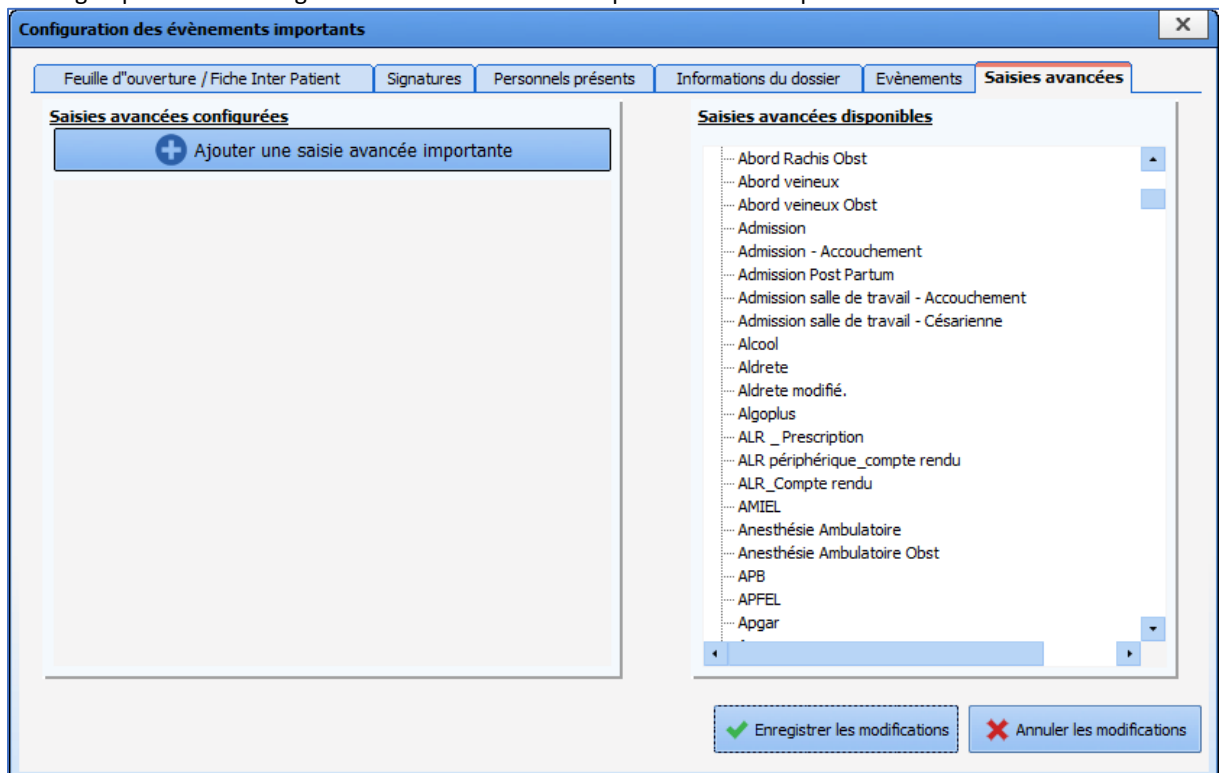 Configuration des évènements importants
Feuille d"ouverture / Fiche Inter Patient
Signatures
Personnels présents
Informations du dossier
Evènements
Saisies avancées
Saisies avancées configurées
Ajouter une saisie avancée importante
Saisies avancées disponibles
Abord Rachis Obst
Abord veineux
Abord veineux Obst
Admission
Admission - Accouchement
Admission Post Partum
Admission salle de travail - Accouchement
Admission salle de travail - Césarienne
Alcool
Aldrete
Aldrete modifié.
Algoplus
ALR _ Prescription
ALR périphérique_compte rendu
ALR_Compte rendu
AMIEL
Anesthésie Ambulatoire
Anesthésie Ambulatoire Obst
APB
APFEL
Apgar
Enregistrer les modifications
Annuler les modifications